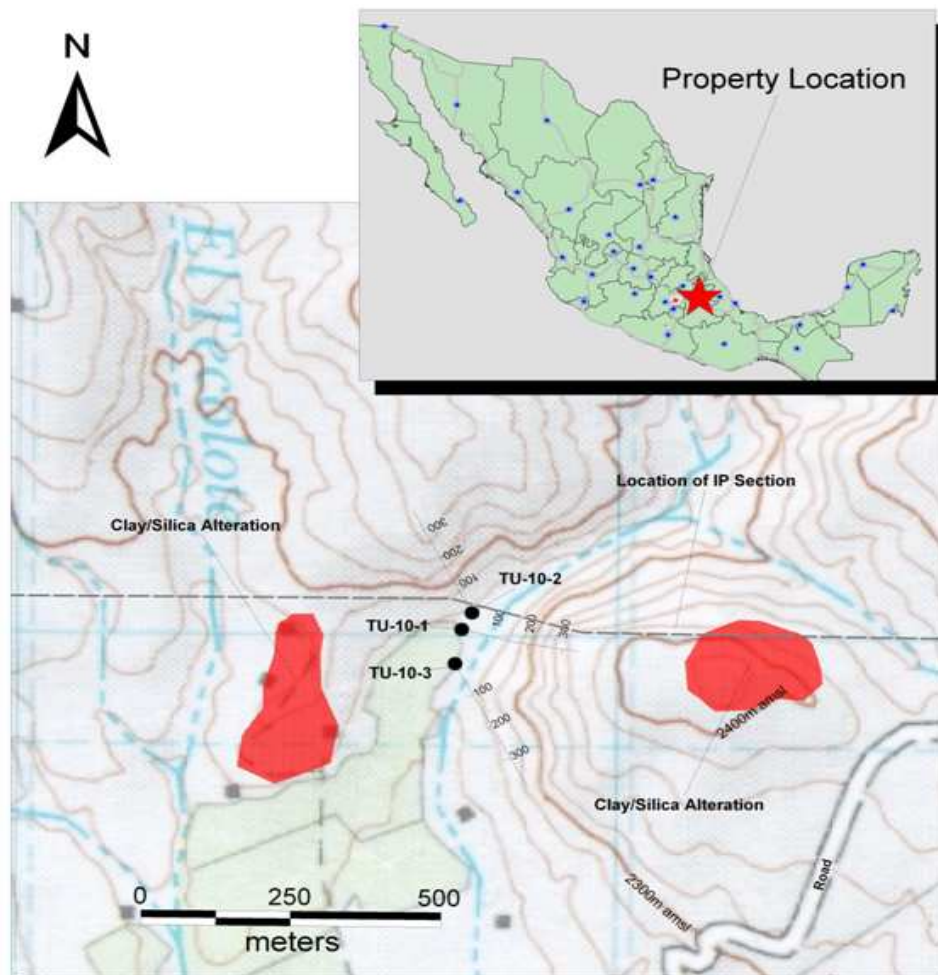 N
Property Location
El Tecolote
Location of IP Section
Clay/Silica Alteration
300
200
100
TU-10-2
100
200
300
TU-10-1
TU-10-3
100
200
300
2400m amsl
Clay/Silica Alteration
2300m amsl
Road
0 250 500
meters